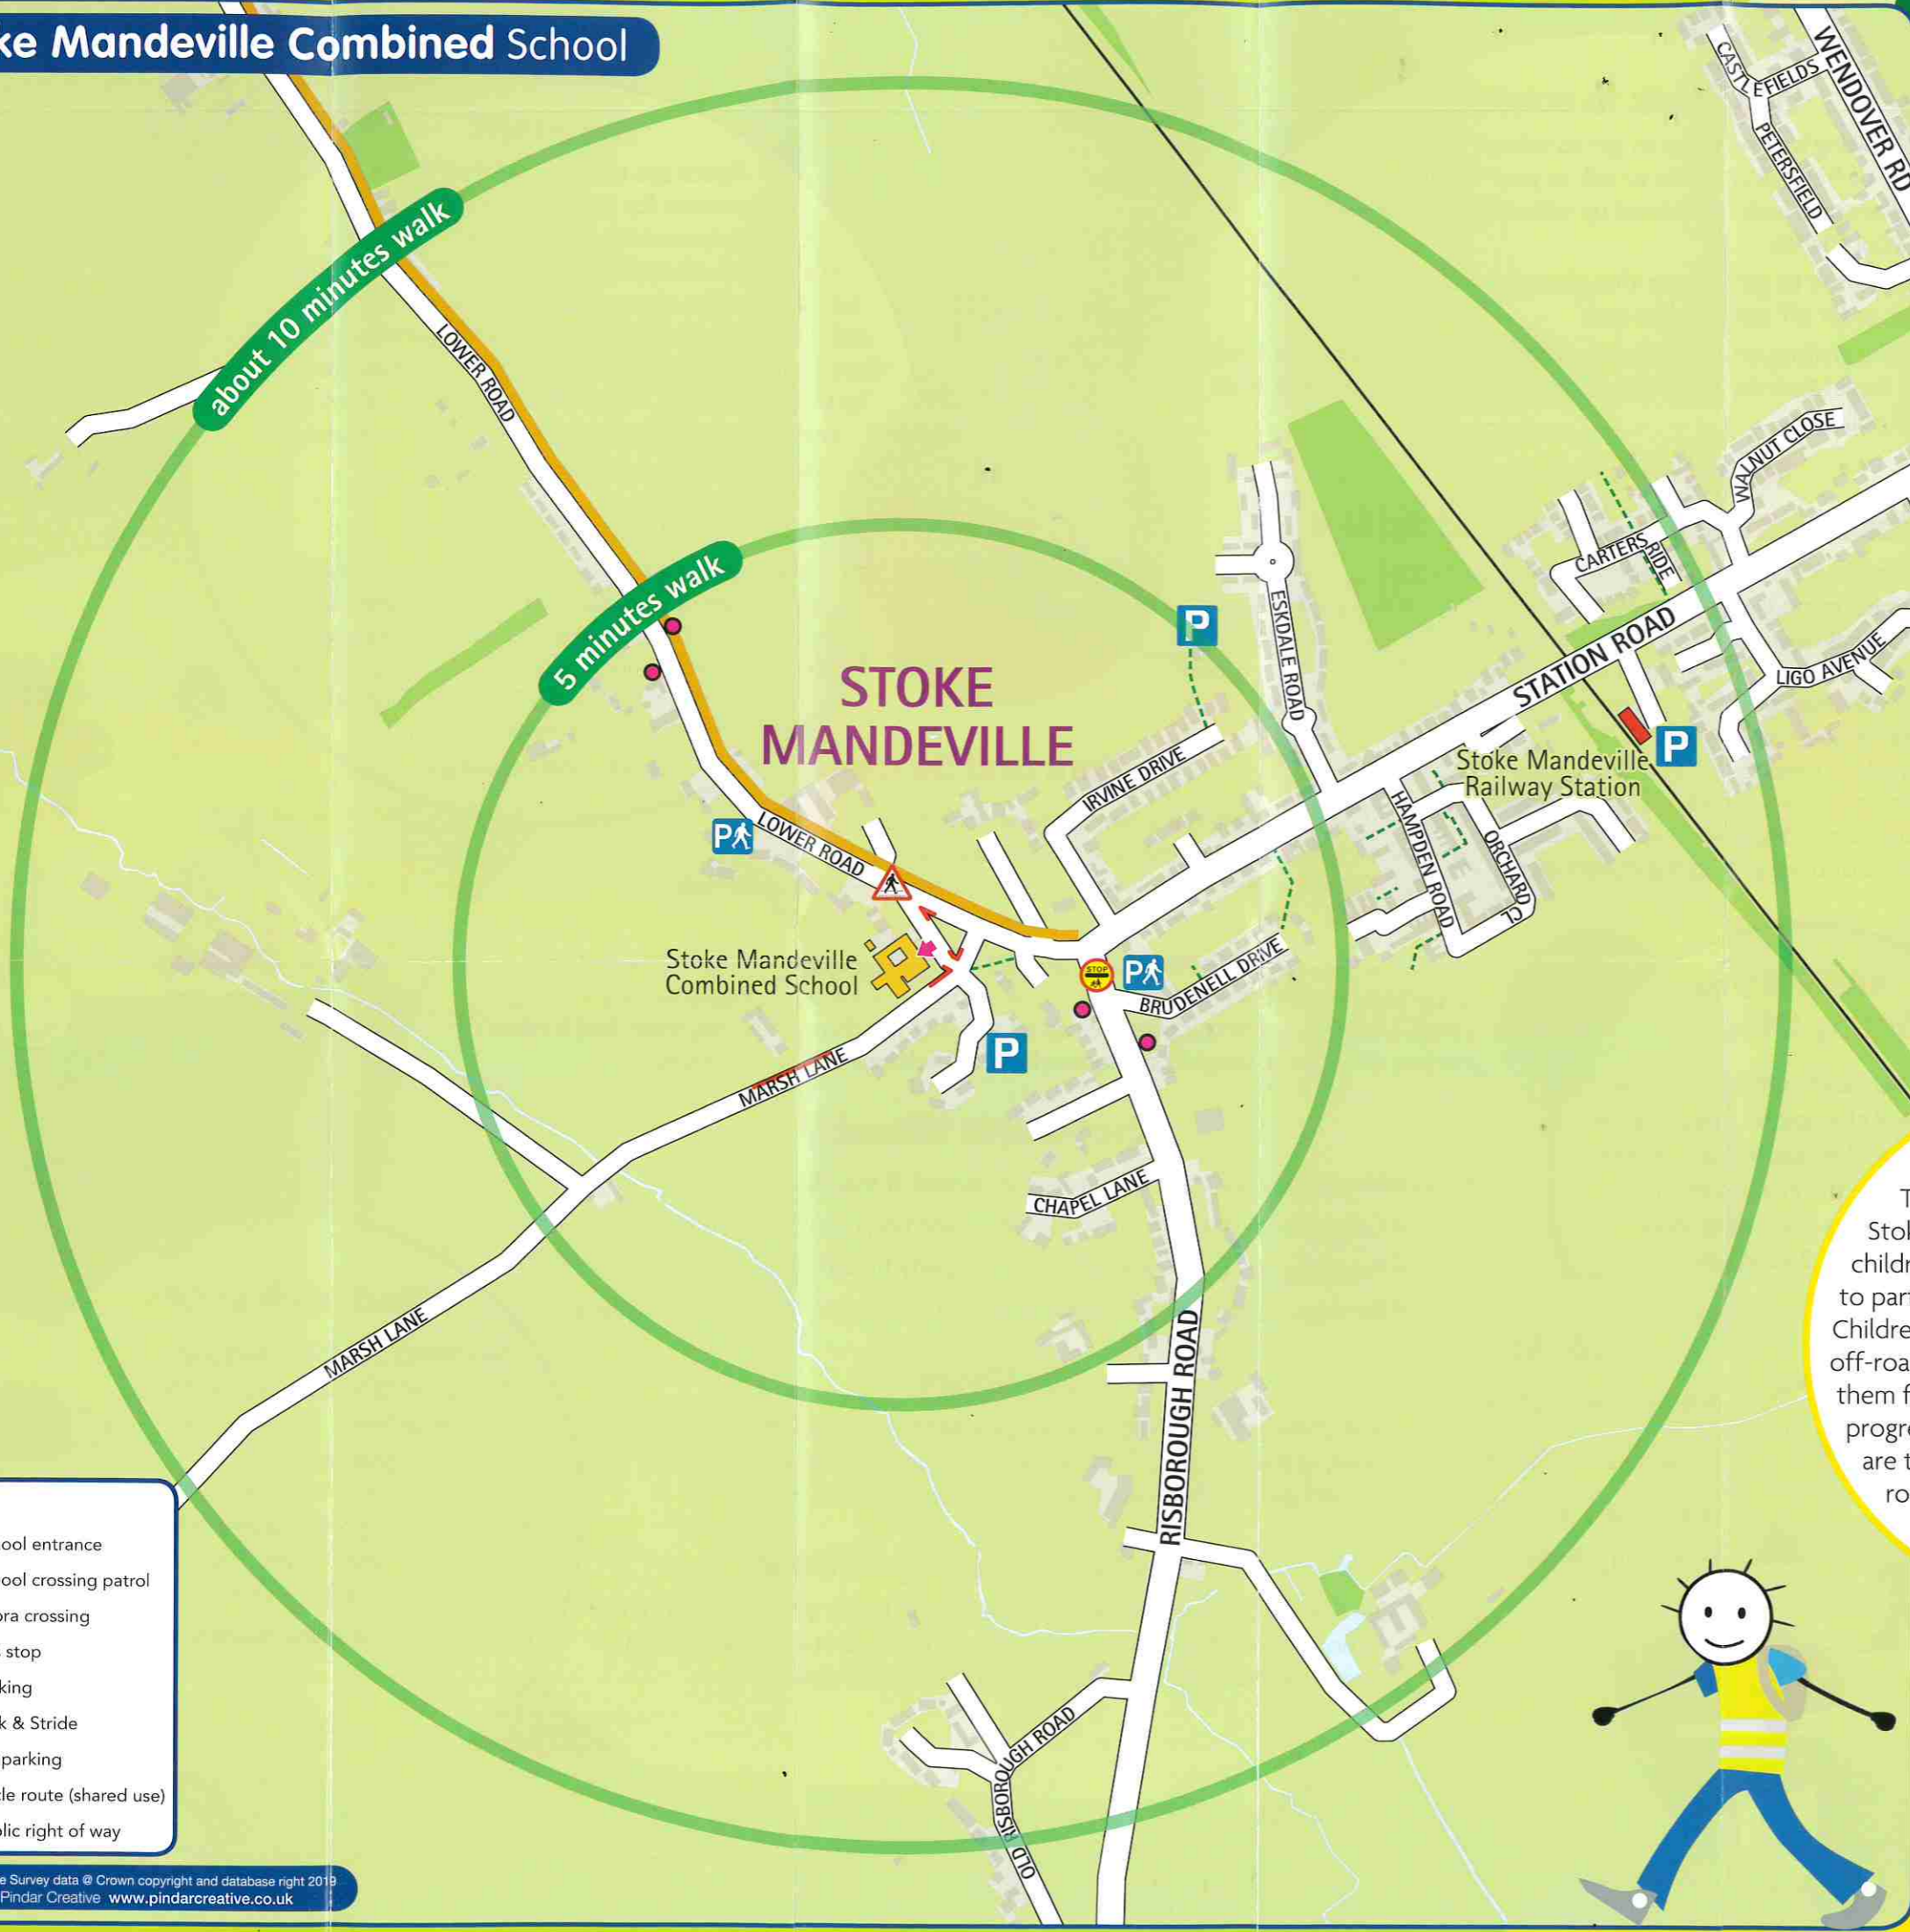 ke Mandeville Combined School
CASTLEFIELDS
WENDOVER RD
PETERSFIELD
about 10 minutes walk
LOWER ROAD
WALNUT CLOSE
CARTERS RIDE
5 minutes walk
P
ESKDALE ROAD
STATION ROAD
LIGO AVENUE
STOKE
MANDEVILLE
IRVINE DRIVE
Stoke Mandeville
Railway Station
P
HAMPDEN ROAD
ORCHARD CL
P
LOWER ROAD
Stoke Mandeville
Combined School
STOP
P
BRUDENELL DRIVE
P
MARSH LANE
CHAPEL LANE
MARSH LANE
RISBOROUGH ROAD
OLD RISBOROUGH ROAD
T
Stok
childr
to part
Childre
off-roa
them f
progre
are t
ro
ool entrance
ool crossing patrol
ora crossing
stop
king
k & Stride
parking
cle route (shared use)
olic right of way
e Survey data @ Crown copyright and database right 2019
Pindar Creative www.pindarcreative.co.uk